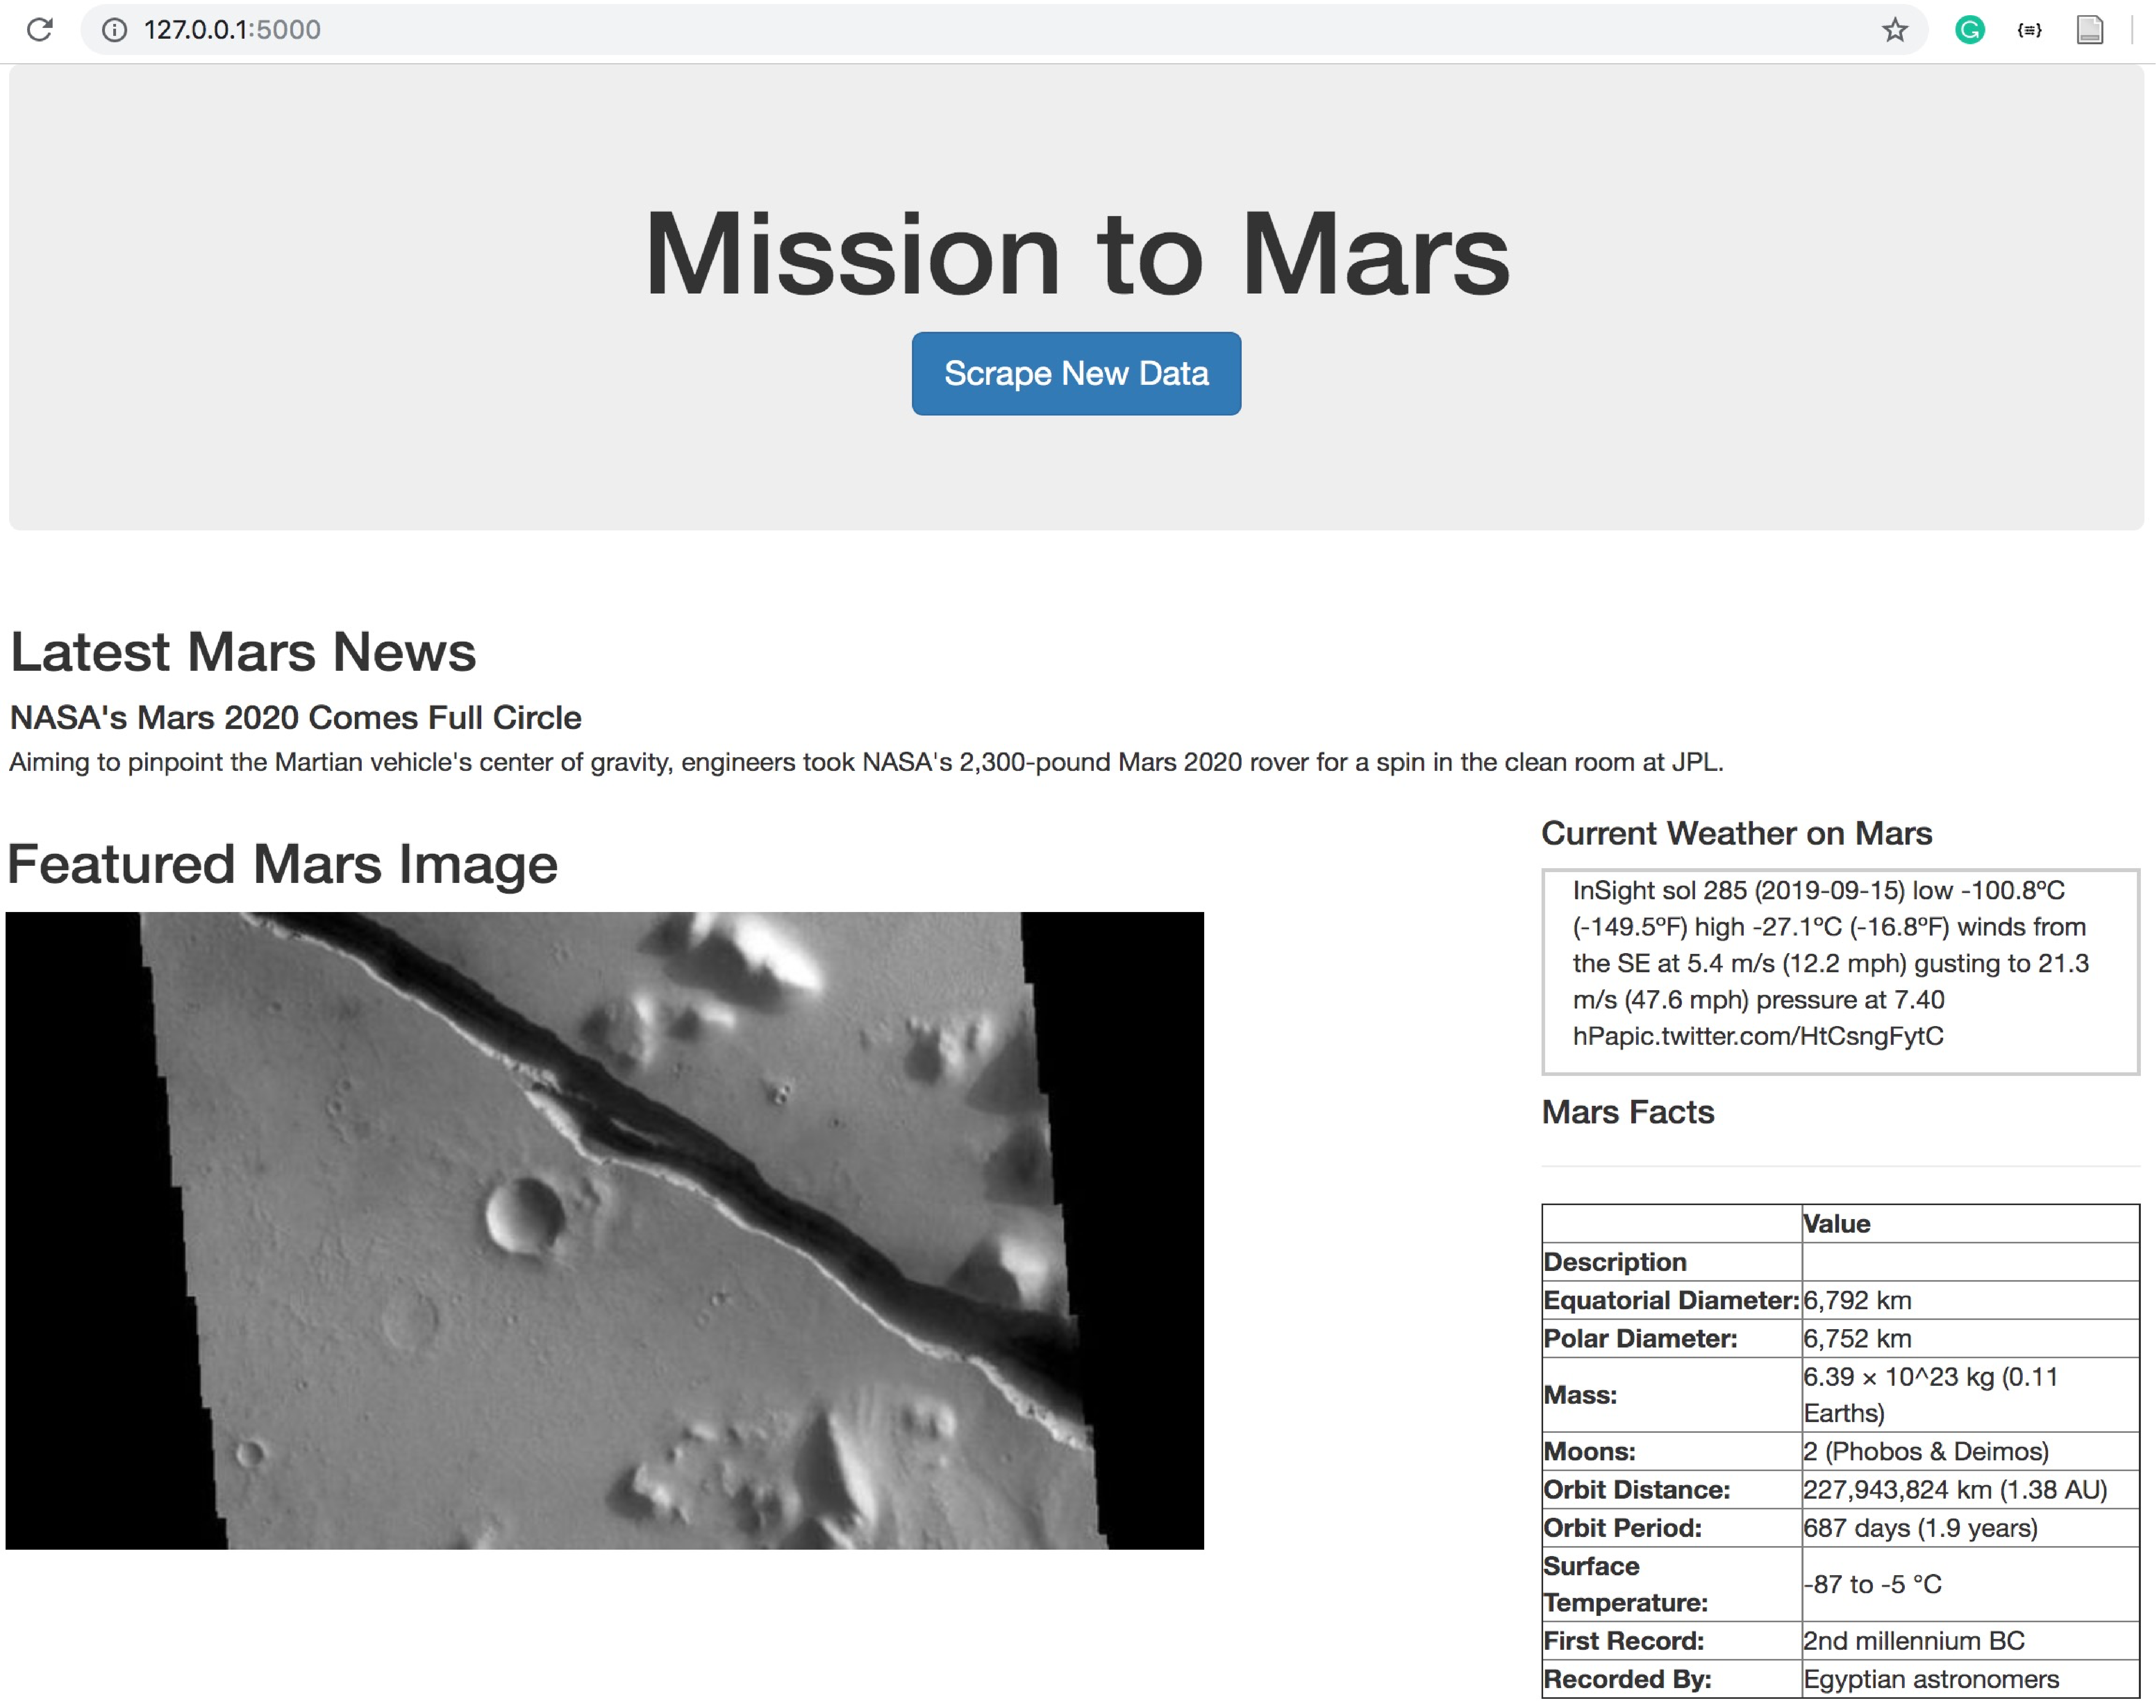 127.0.0.1:5000
Mission to Mars
Scrape New Data
Latest Mars News
NASA's Mars 2020 Comes Full Circle
Aiming to pinpoint the Martian vehicle's center of gravity, engineers took NASA's 2,300-pound Mars 2020 rover for a spin in the clean room at JPL.
Featured Mars Image
Current Weather on Mars
InSight sol 285 (2019-09-15) low -100.8ºC
(-149.5ºF) high -27.1ºC (-16.8ºF) winds from
the SE at 5.4 m/s (12.2 mph) gusting to 21.3
m/s (47.6 mph) pressure at 7.40
hPapic.twitter.com/HtCsngFytC
Mars Facts
Value
Description
Equatorial Diameter: 6,792 km
Polar Diameter: 6,752 km
Mass: 6.39 × 10^23 kg (0.11
Earths)
Moons: 2 (Phobos & Deimos)
Orbit Distance: 227,943,824 km (1.38 AU)
Orbit Period: 687 days (1.9 years)
Surface
Temperature: -87 to -5 °C
First Record: 2nd millennium BC
Recorded By: Egyptian astronomers